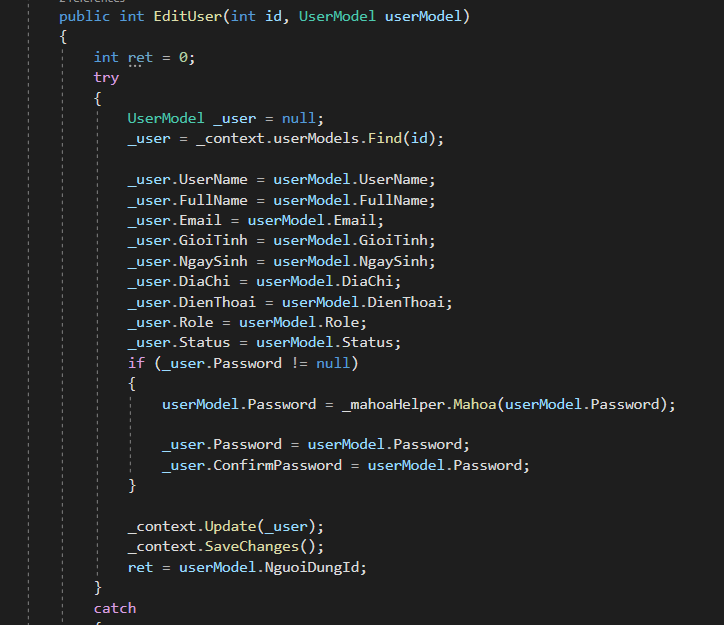 2 references
public int EditUser(int id, UserModel userModel)
{
int ret = 0;
try
{
UserModel _user = null;
_user = _context.userModels.Find(id);
_user.UserName = userModel.UserName;
_user.FullName = userModel.FullName;
_user.Email = userModel.Email;
_user.GioiTinh = userModel.GioiTinh;
_user.NgaySinh = userModel.NgaySinh;
_user.DiaChi = userModel.DiaChi;
_user.DienThoai = userModel.DienThoai;
_user.Role = userModel.Role;
_user.Status = userModel.Status;
if (_user.Password != null)
{
userModel.Password = _mahoaHelper.Mahoa(userModel.Password);
_user.Password = userModel.Password;
_user.ConfirmPassword = userModel.Password;
}
_context.Update(_user);
_context.SaveChanges();
ret = userModel.NguoiDungId;
}
catch
{